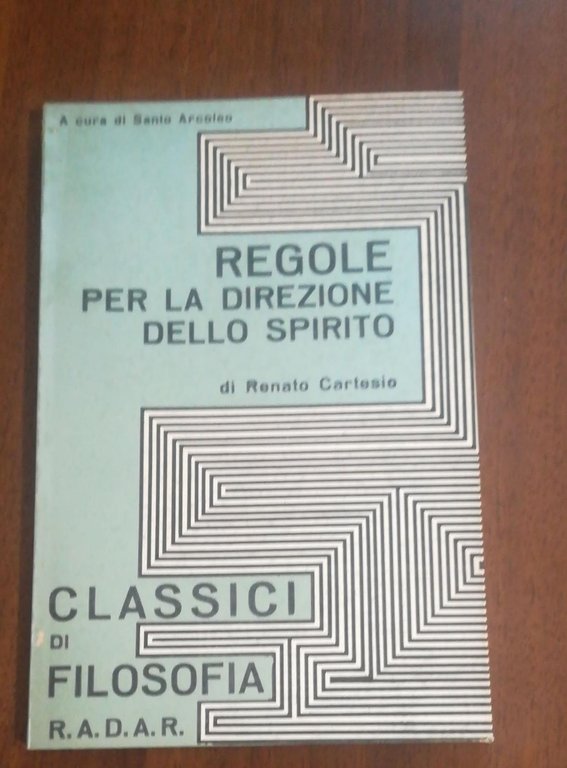 A cura di Santo Arcoleo
REGOLE
PER LA DIREZIONE
DELLO SPIRITO
di Renato Cartesio
CLASSICI
DI
FILOSOFIA
R.A.D.A.R.